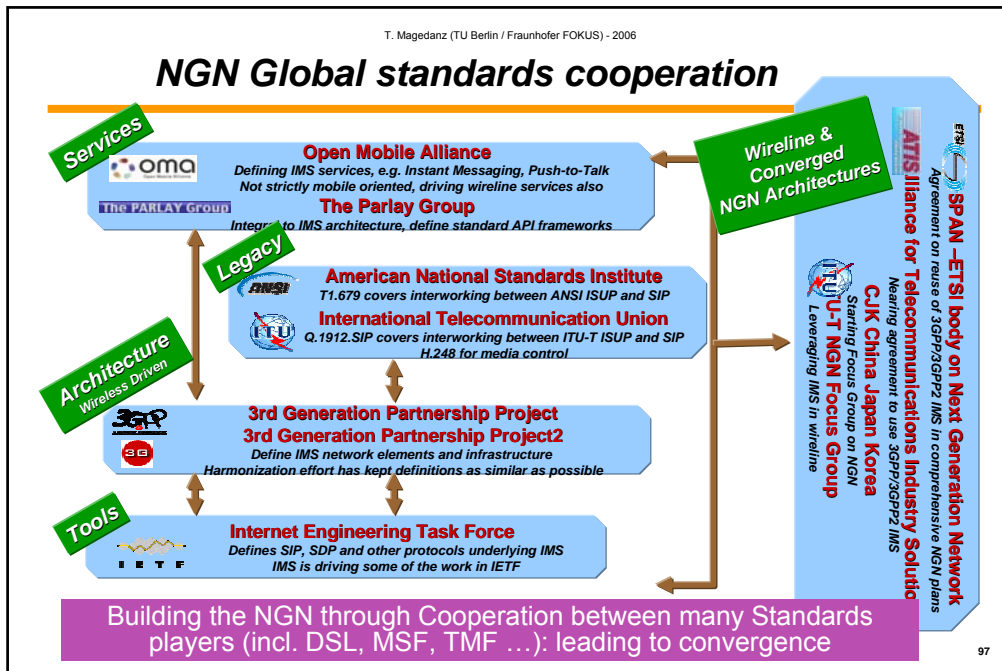 T. Magedanz (TU Berlin / Fraunhofer FOKUS) - 2006
NGN Global standards cooperation
Services
oma
Open Mobile Alliance
The PARLAY Group
Open Mobile Alliance
Defining IMS services, e.g. Instant Messaging, Push-to-Talk
Not strictly mobile oriented, driving wireline services also
The Parlay Group
Integral to IMS architecture, define standard API frameworks
Legacy
ANSI
American National Standards Institute
T1.679 covers interworking between ANSI ISUP and SIP
ITU
International Telecommunication Union
Q.1912.SIP covers interworking between ITU-T ISUP and SIP
H.248 for media control
Architecture
Wireless Driven
3GPP
3G
3rd Generation Partnership Project
3rd Generation Partnership Project2
Define IMS network elements and infrastructure
Harmonization effort has kept definitions as similar as possible
Tools
I E T F
Internet Engineering Task Force
Defines SIP, SDP and other protocols underlying IMS
IMS is driving some of the work in IETF
Wireline &
Converged
NGN Architectures
ETSI
SPAN –ETSI body on Next Generation Network
Agreement on reuse of 3GPP/3GPP2 IMS in comprehensive NGN plans
ATIS
lliance for Telecommunications Industry Solutio
Nearing agreement to use 3GPP/3GPP2 IMS
CJK China Japan Korea
Starting Focus Group on NGN
ITU
U-T NGN Focus Group
Leveraging IMS in wireline
Building the NGN through Cooperation between many Standards
players (incl. DSL, MSF, TMF …): leading to convergence
97